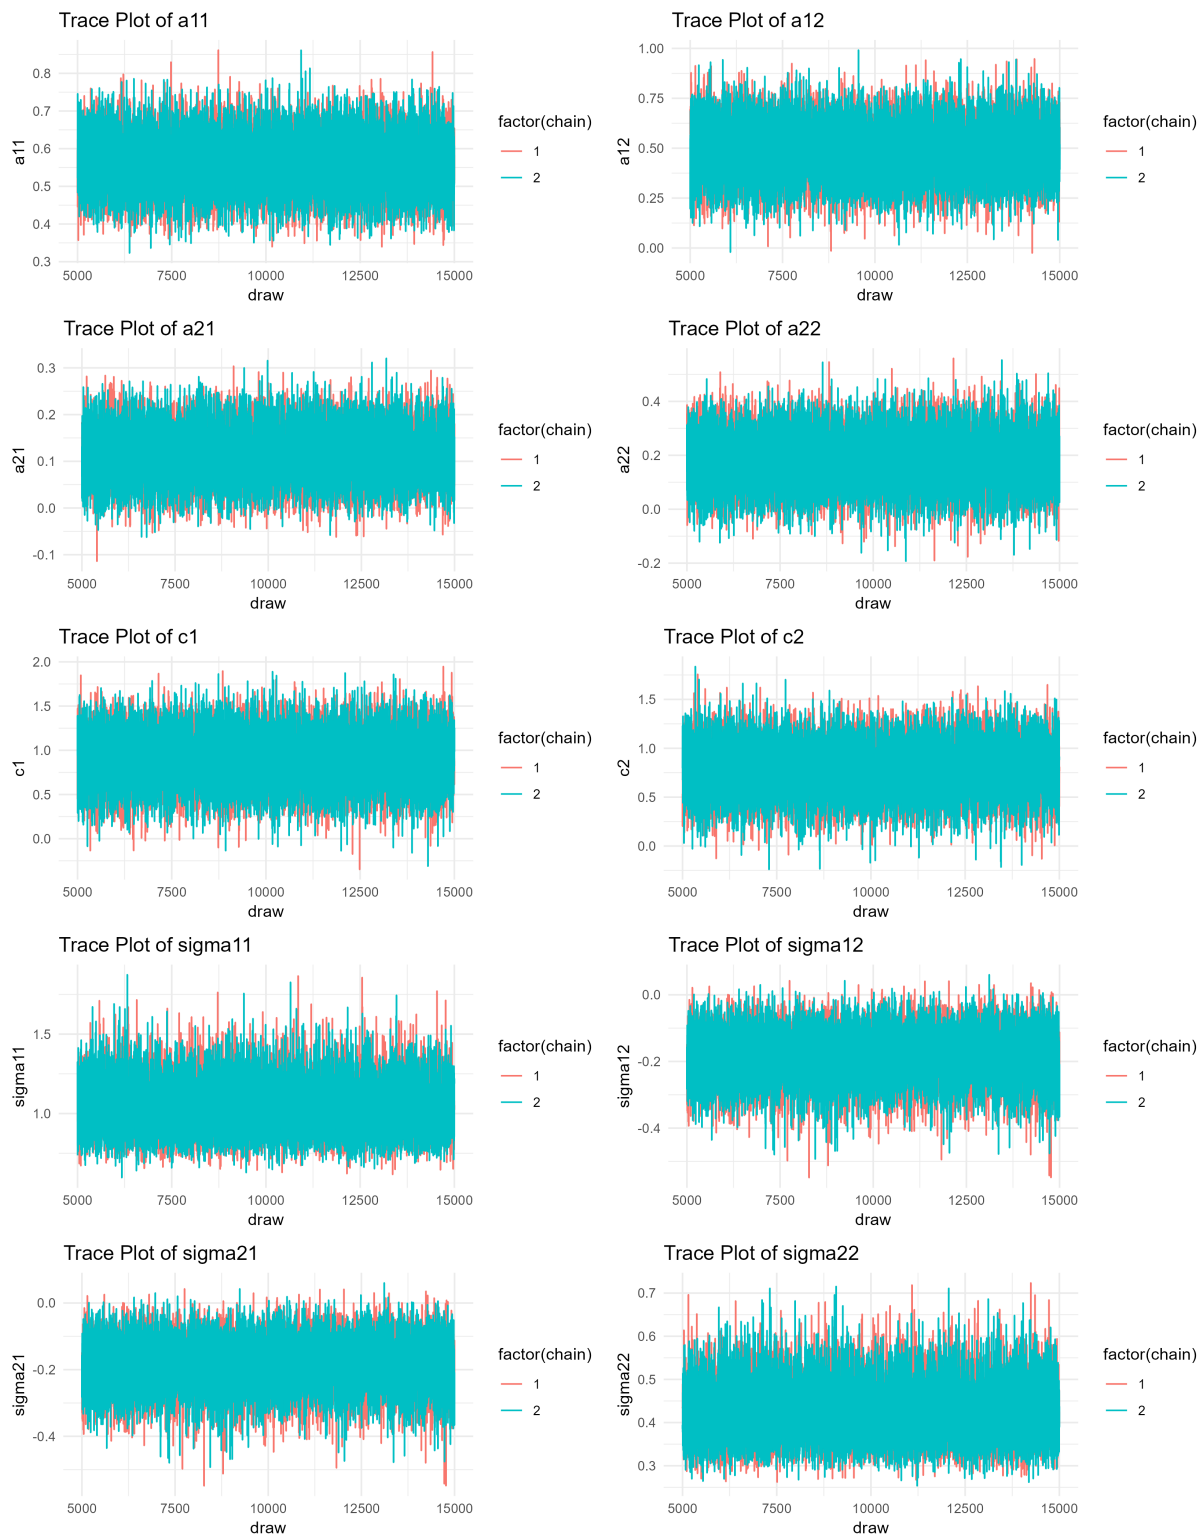 Trace Plot of a11
0.8
0.7
0.6
0.5
0.4
0.3
a11
5000 7500 10000 12500 15000
draw
factor(chain)
1
2
Trace Plot of a12
1.00
0.75
0.50
0.25
0.00
a12
5000 7500 10000 12500 15000
draw
factor(chain)
1
2
Trace Plot of a21
0.3
0.2
0.1
0.0
-0.1
a21
5000 7500 10000 12500 15000
draw
factor(chain)
1
2
Trace Plot of a22
0.4
0.2
0.0
-0.2
a22
5000 7500 10000 12500 15000
draw
factor(chain)
1
2
Trace Plot of c1
2.0
1.5
1.0
0.5
0.0
c1
5000 7500 10000 12500 15000
draw
factor(chain)
1
2
Trace Plot of c2
1.5
1.0
0.5
0.0
c2
5000 7500 10000 12500 15000
draw
factor(chain)
1
2
Trace Plot of sigma11
1.5
1.0
sigma11
5000 7500 10000 12500 15000
draw
factor(chain)
1
2
Trace Plot of sigma12
0.0
-0.2
-0.4
sigma12
5000 7500 10000 12500 15000
draw
factor(chain)
1
2
Trace Plot of sigma21
0.0
-0.2
-0.4
sigma21
5000 7500 10000 12500 15000
draw
factor(chain)
1
2
Trace Plot of sigma22
0.7
0.6
0.5
0.4
0.3
sigma22
5000 7500 10000 12500 15000
draw
factor(chain)
1
2